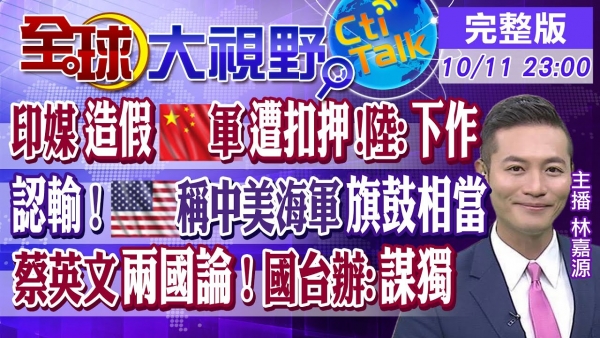 全球大視野
Cti Talk
完整版
10/11 23:00
印媒 造假 軍 遭扣押!陸:下作
認輸! 稱中美海軍 旗鼓相當
蔡英文兩國論!國台辦:謀獨
主播 林嘉源